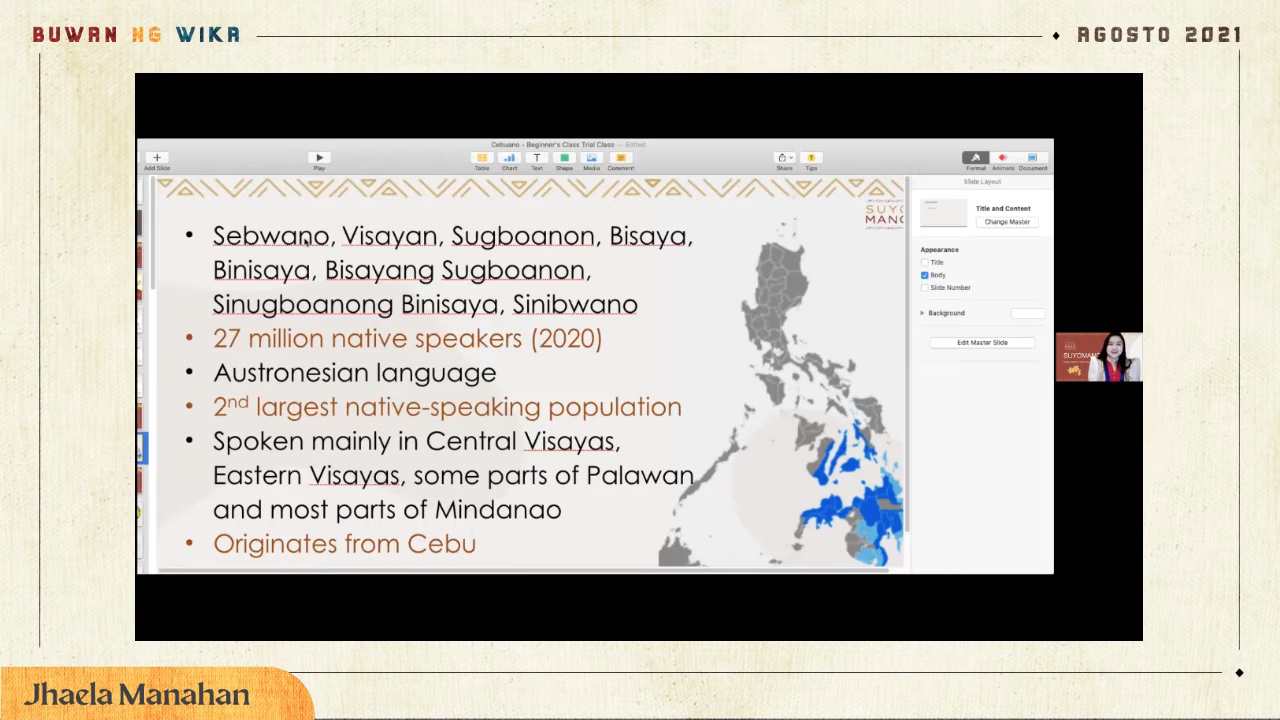 BUWAN NG WIKA
AGOSTO 2021
Cebuano - Beginner's Class Trial Class — Edited
Add Slide
Play
Table
Chart
Text
Shape
Media
Comment
Share
Tips
Format
Animate
Document
Slide Layout
Title and Content
Change Master
Appearance
Title
Body
Slide Number
Background
Edit Master Slide
SUYO
MANO
• Sebwano, Visayan, Sugboanon, Bisaya,
Binisaya, Bisayang Sugboanon,
Sinugboanong Binisaya, Sinibwano
• 27 million native speakers (2020)
• Austronesian language
• 2nd largest native-speaking population
• Spoken mainly in Central Visayas,
Eastern Visayas, some parts of Palawan
and most parts of Mindanao
• Originates from Cebu
Jhaela Manahan